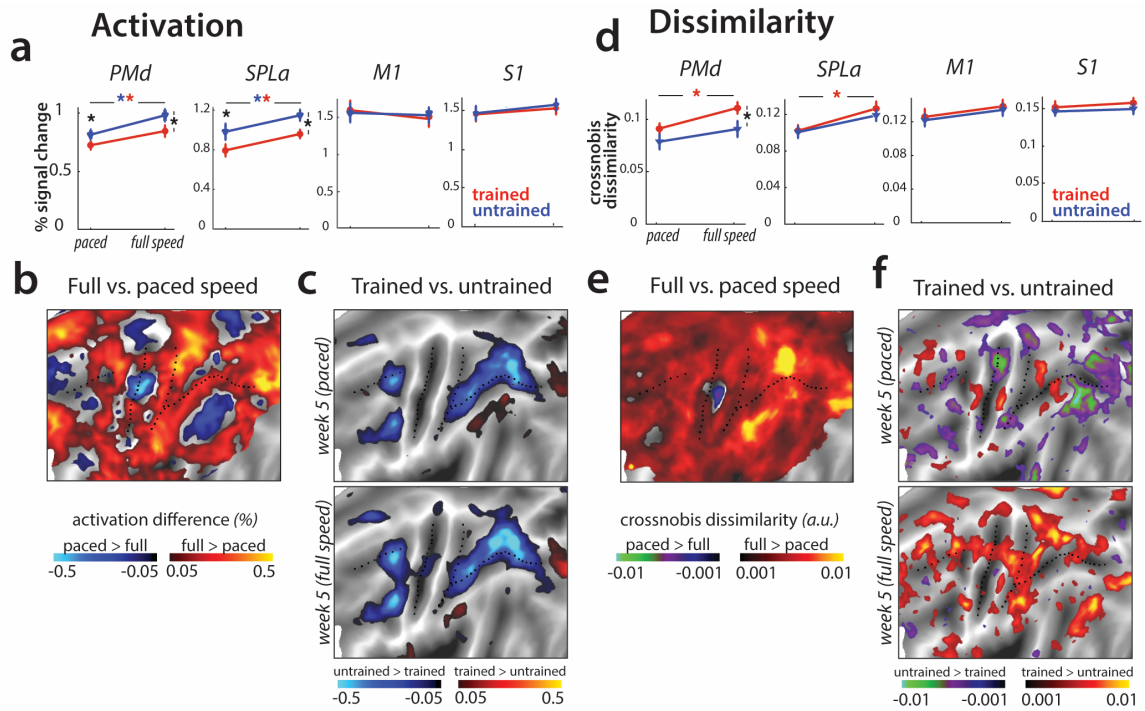 Activation
Dissimilarity
a
PMd
SPLa
M1
S1
d
PMd
SPLa
M1
S1
**
**
*
*
*
*
*
*
*
% signal change
1
0.5
0
1.2
0.8
0.4
0
1.5
1
1.5
0
1.5
1
1.5
0
trained
untrained
paced
full speed
crossnobis
dissimilarity
0.1
0.05
0
0.12
0.08
0.04
0
0.12
0.08
0.04
0
0.15
0.1
0.15
0
trained
untrained
paced
full speed
b
Full vs. paced speed
c
Trained vs. untrained
e
Full vs. paced speed
f
Trained vs. untrained
week 5 (paced)
week 5 (paced)
activation difference (%)
paced > full
full > paced
-0.5
-0.05
0.05
0.5
week 5 (full speed)
crossnobis dissimilarity (a.u.)
paced > full
full > paced
-0.01
-0.001
0.001
0.01
week 5 (full speed)
untrained > trained
trained > untrained
-0.5
-0.05
0.05
0.5
untrained > trained
trained > untrained
-0.01
-0.001
0.001
0.01